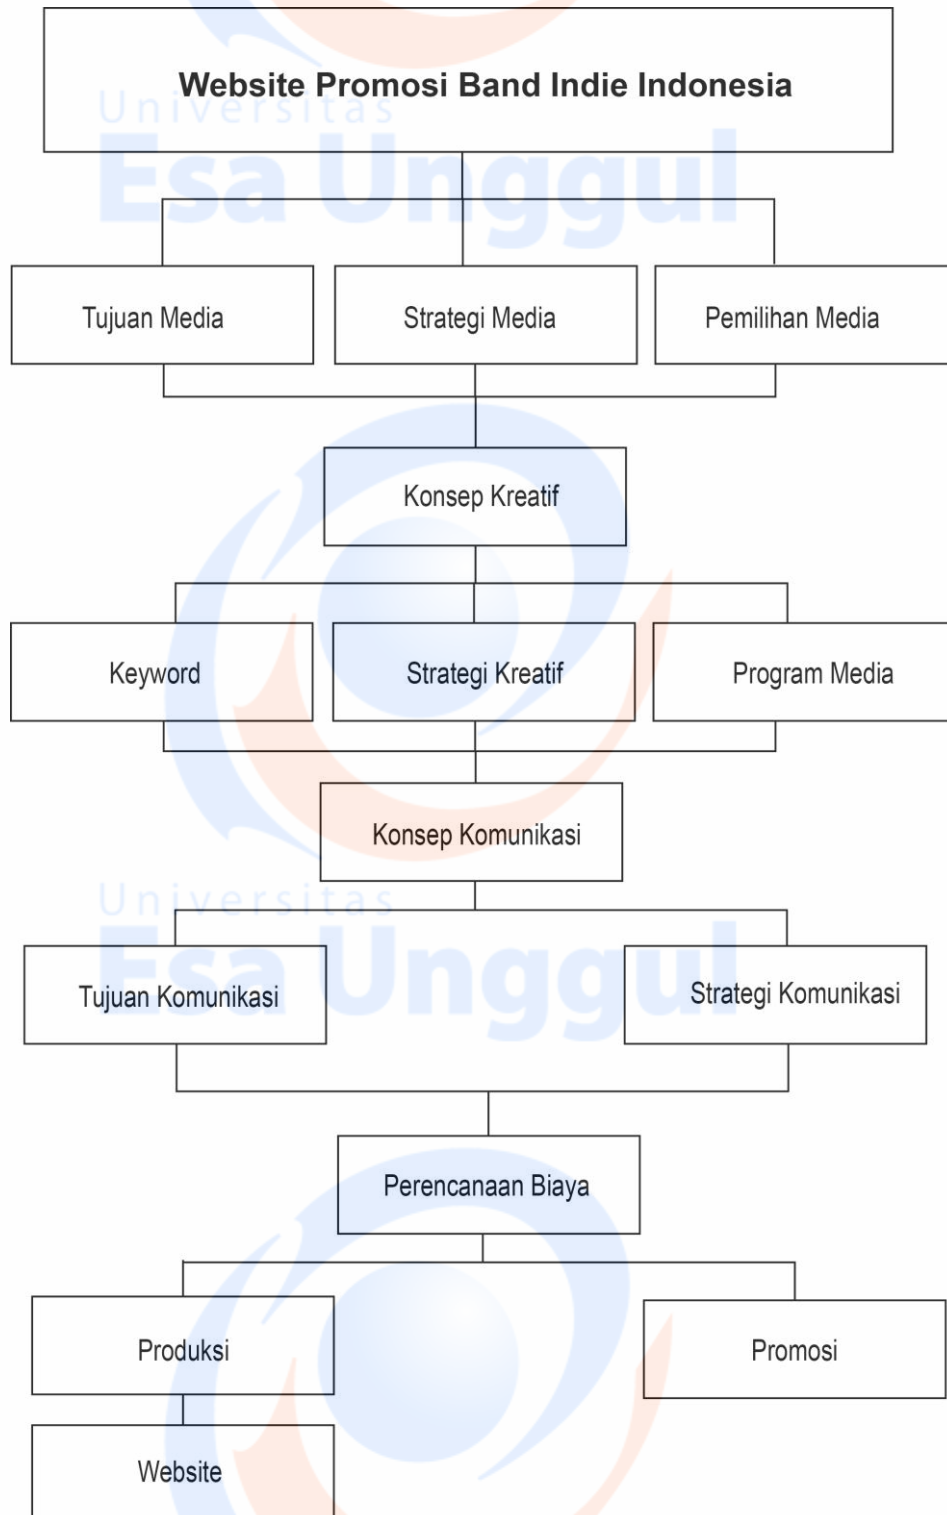 Website Promosi Band Indie Indonesia
Universitas
Esa Unggul
Tujuan Media
Strategi Media
Pemilihan Media
Konsep Kreatif
Keyword
Strategi Kreatif
Program Media
Konsep Komunikasi
Universitas
Esa Unggul
Tujuan Komunikasi
Strategi Komunikasi
Perencanaan Biaya
Produksi
Promosi
Website